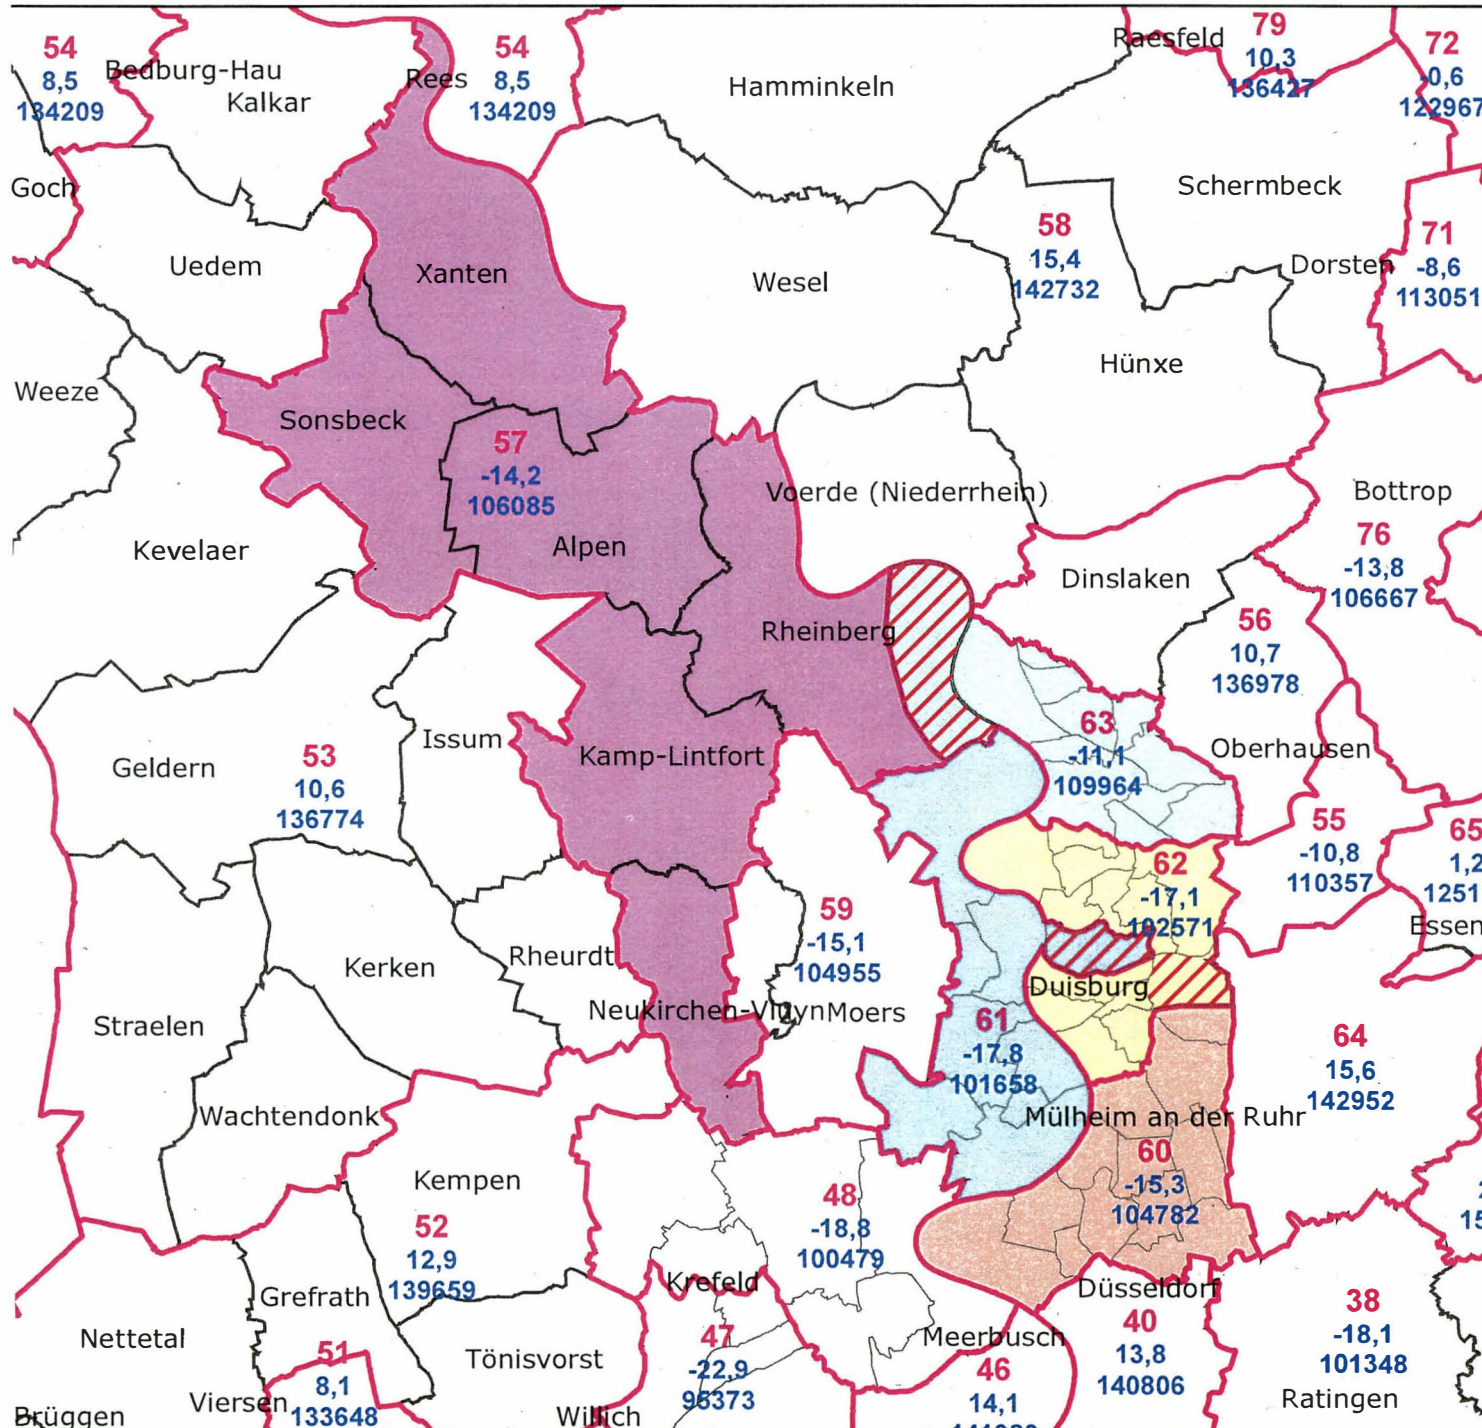 54
8,5
134209
Bedburg-Hau
Kalkar
Rees
54
8,5
134209
Hamminkeln
Raesfeld
79
10,3
136427
72
-0,6
122967
Goch
Uedem
Xanten
Wesel
58
15,4
142732
Schermbeck
Dorsten
71
-8,6
113051
Weeze
Sonsbeck
57
-14,2
106085
Hünxe
Voerde (Niederrhein)
Bottrop
76
-13,8
106667
Kevelaer
Alpen
Dinslaken
Rheinberg
56
10,7
136978
Geldern
53
10,6
136774
Issum
Kamp-Lintfort
63
-11,1
109964
Oberhausen
55
-10,8
110357
65
1,2
1251
Essen
62
-17,1
102571
59
-15,1
104955
Kerken
Rheurdt
Straelen
Neukirchen-Vluyn
Moers
Duisburg
61
-17,8
101658
64
15,6
142952
Wachtendonk
Mülheim an der Ruhr
60
-15,3
104782
Kempen
52
12,9
139659
48
-18,8
100479
15
Krefeld
Düsseldorf
Grefrath
Nettetal
51
8,1
133648
Tönisvorst
47
-22,9
95373
Meerbusch
46
14,1
40
13,8
140806
38
-18,1
101348
Ratingen
Viersen
Brüggen
Willich